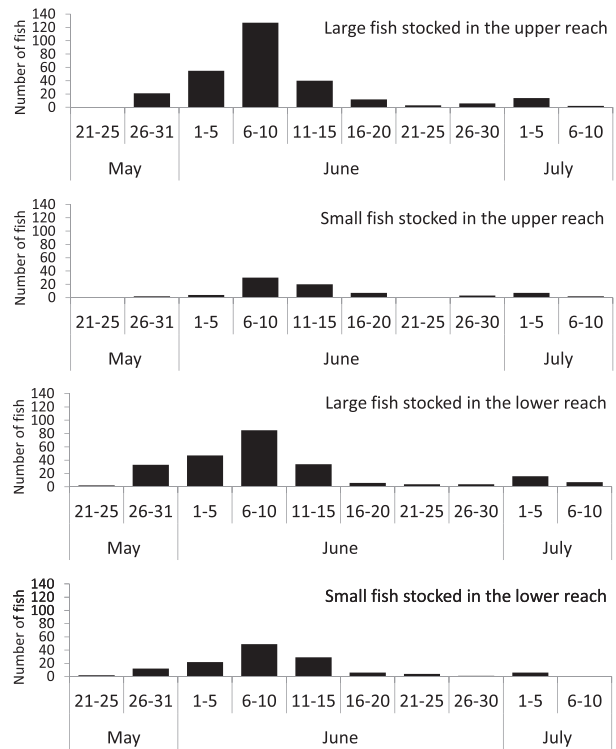 Large fish stocked in the upper reach
Number of fish
140
120
100
80
60
40
20
0
21-25 26-31 1-5 6-10 11-15 16-20 21-25 26-30 1-5 6-10
May June July
Small fish stocked in the upper reach
Number of fish
140
120
100
80
60
40
20
0
21-25 26-31 1-5 6-10 11-15 16-20 21-25 26-30 1-5 6-10
May June July
Large fish stocked in the lower reach
Number of fish
140
120
100
80
60
40
20
0
21-25 26-31 1-5 6-10 11-15 16-20 21-25 26-30 1-5 6-10
May June July
Small fish stocked in the lower reach
Number of fish
140
120
100
80
60
40
20
0
21-25 26-31 1-5 6-10 11-15 16-20 21-25 26-30 1-5 6-10
May June July